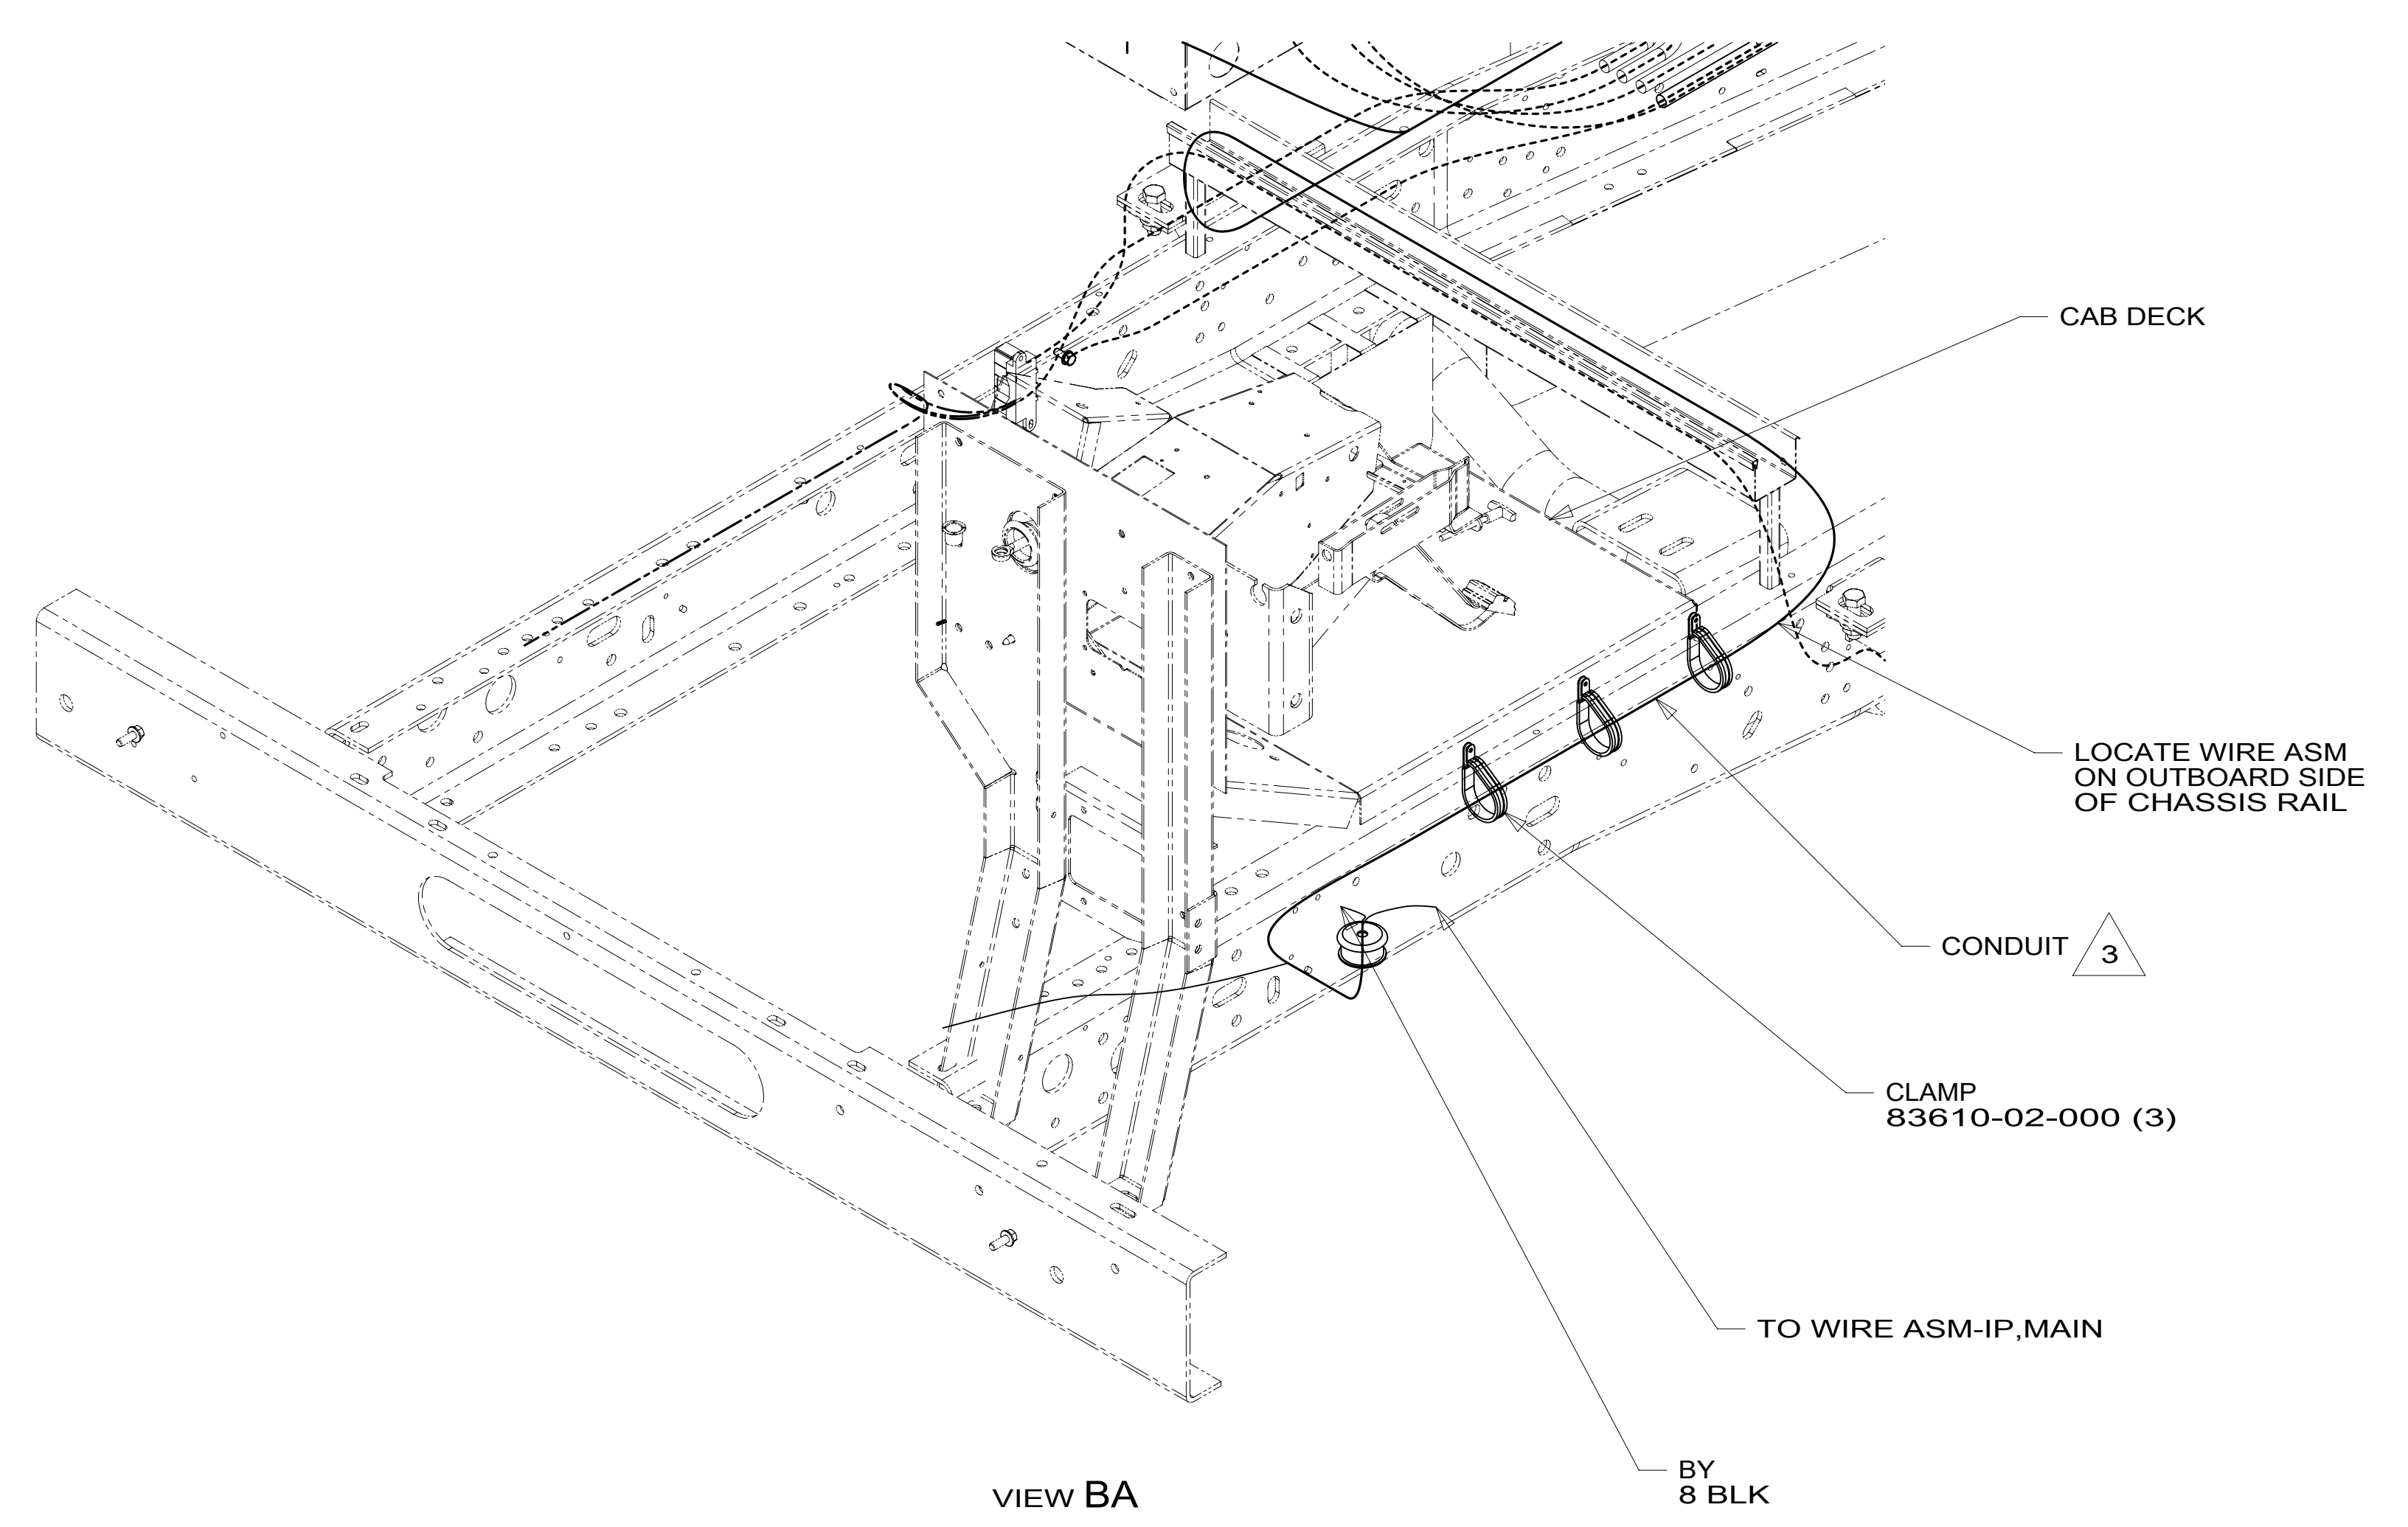 CAB DECK
LOCATE WIRE ASM
ON OUTBOARD SIDE
OF CHASSIS RAIL
CONDUIT 3
CLAMP
83610-02-000 (3)
TO WIRE ASM-IP,MAIN
BY
8 BLK
VIEW BA